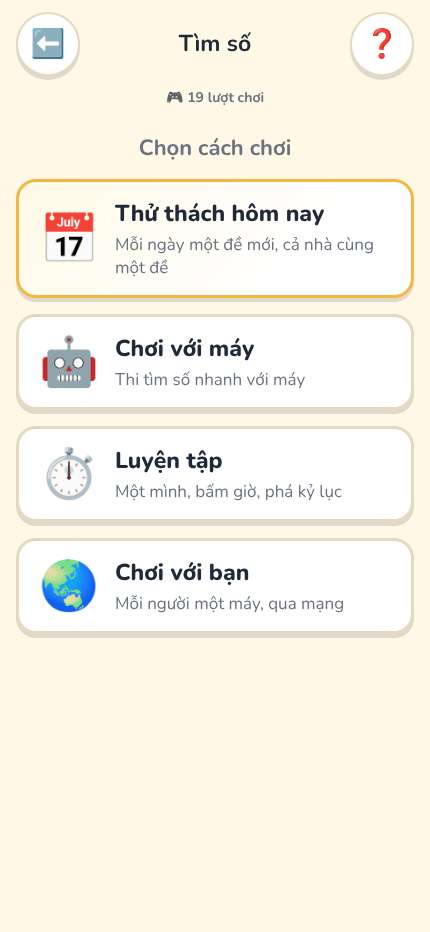 Tìm số
19 lượt chơi
Chọn cách chơi
July
17
Thử thách hôm nay
Mỗi ngày một đề mới, cả nhà cùng
một đề
Chơi với máy
Thi tìm số nhanh với máy
Luyện tập
Một mình, bấm giờ, phá kỷ lục
Chơi với bạn
Mỗi người một máy, qua mạng